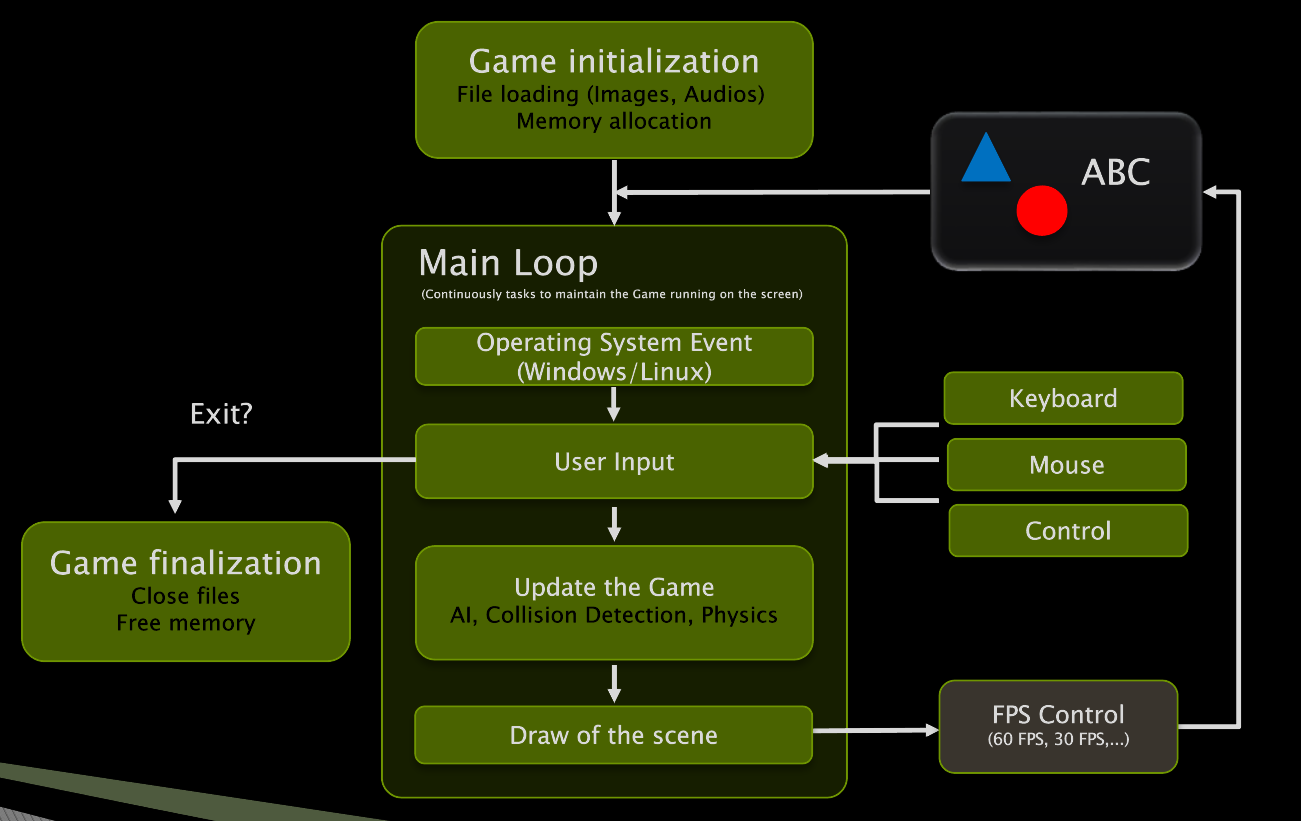 Game initialization
File loading (Images, Audios)
Memory allocation
ABC
Main Loop
(Continuously tasks to maintain the Game running on the screen)
Operating System Event
(Windows/Linux)
Exit?
User Input
Keyboard
Mouse
Control
Game finalization
Close files
Free memory
Update the Game
AI, Collision Detection, Physics
Draw of the scene
FPS Control
(60 FPS, 30 FPS,...)